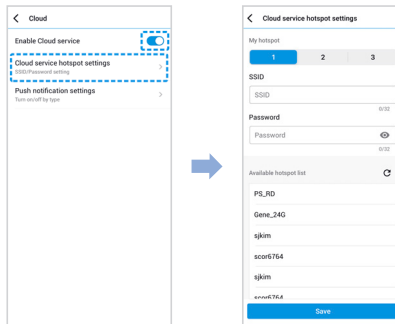 Cloud
Enable Cloud service
Cloud service hotspot settings
SSID/Password setting
Push notification settings
Turn on/off by type
Cloud service hotspot settings
My hotspot
1 2 3
SSID
SSID
0/32
Password
Password
0/32
Available hotspot list
PS_RD
Gene_24G
sjkim
scor6764
sjkim
scor6764
Save